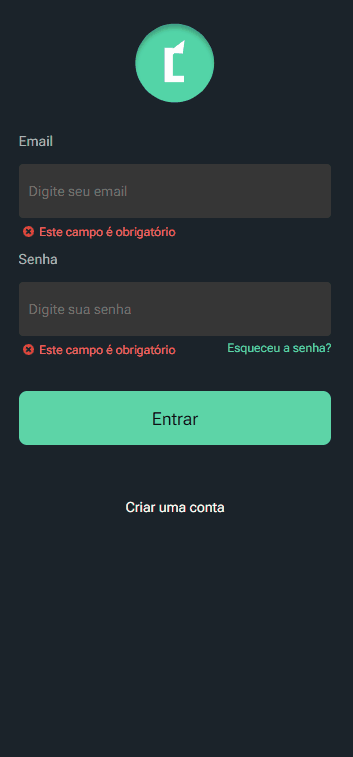 Email
Digite seu email
Este campo é obrigatório
Senha
Digite sua senha
Este campo é obrigatório
Esqueceu a senha?
Entrar
Criar uma conta